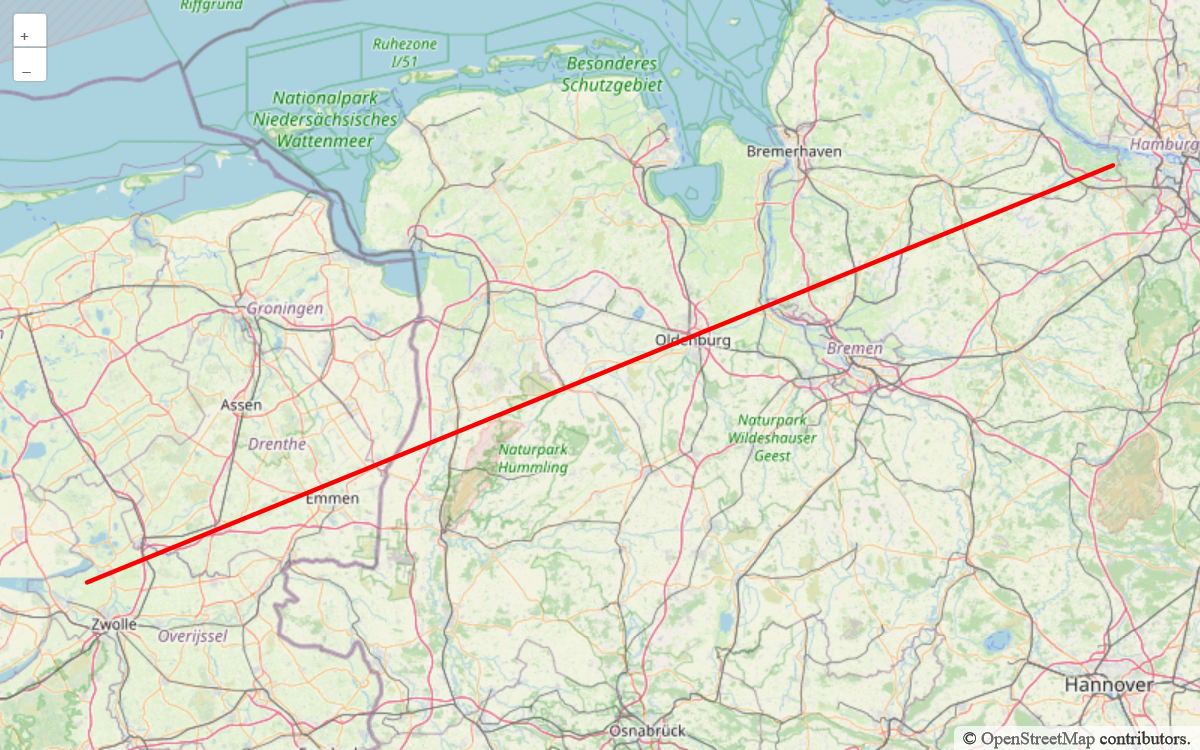 Riffgrund
+
–
Ruhezone
I/51
Besonderes
Schutzgebiet
Nationalpark
Niedersächsisches
Wattenmeer
Bremerhaven
Hamburg
Groningen
Oldenburg
Bremen
Assen
Drenthe
Naturpark
Wildeshauser
Geest
Naturpark
Hümmling
Emmen
Zwolle
Overijssel
Hannover
Osnabrück
© OpenStreetMap contributors.